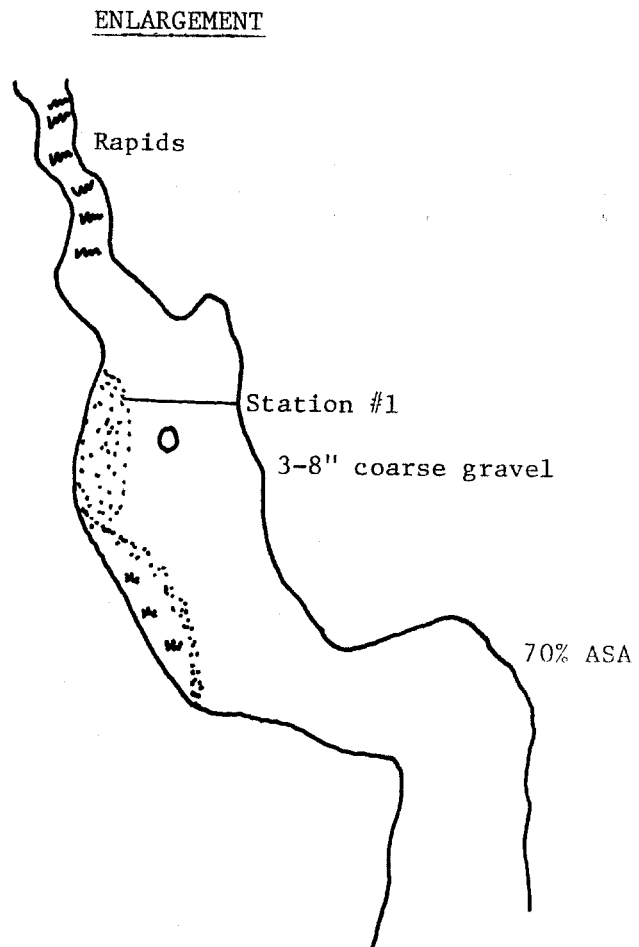 ENLARGEMENT
Rapids
Station #1
3-8" coarse gravel
70% ASA